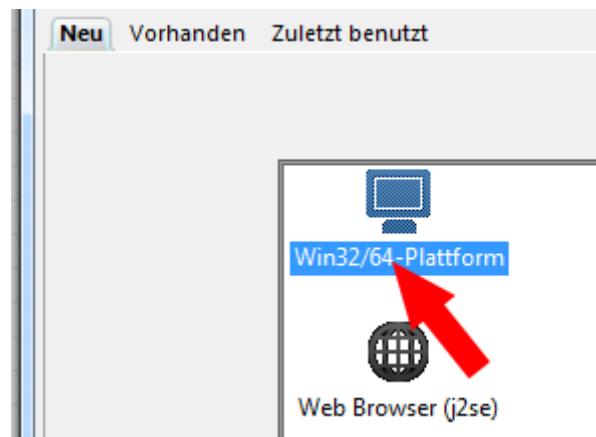 Neu Vorhanden Zuletzt benutzt
Win32/64-Plattform
Web Browser (j2se)